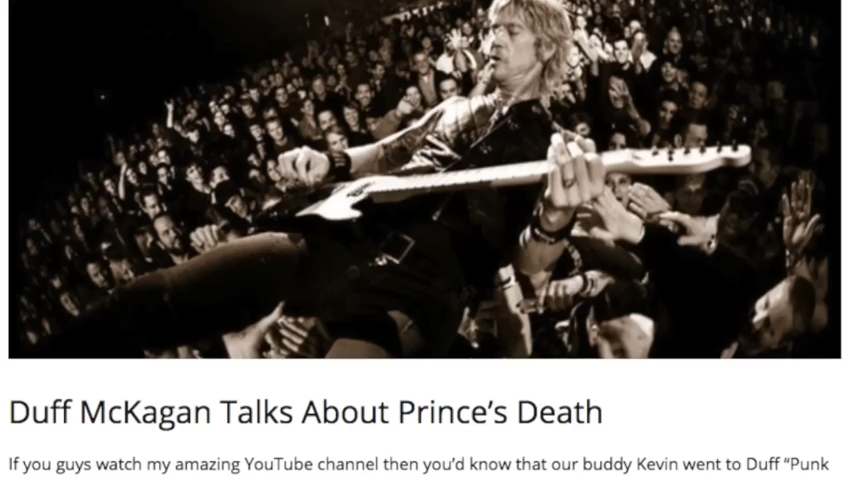 Duff McKagan Talks About Prince’s Death
If you guys watch my amazing YouTube channel then you’d know that our buddy Kevin went to Duff “Punk